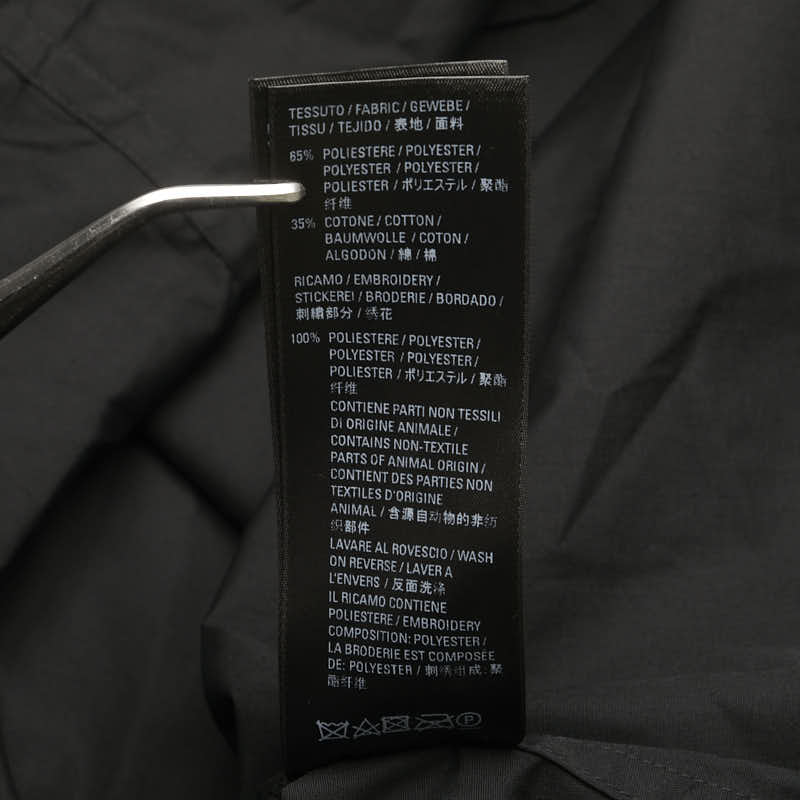 TESSUTO / FABRIC / GEWEBE /
TISSU / TEJIDO / 表地 / 面料
65% POLIESTERE / POLYESTER /
POLYESTER / POLYESTER /
POLIESTER / ポリエステル / 聚酯
纤维
35% COTONE / COTTON /
BAUMWOLLE / COTON /
ALGODON / 綿 / 棉
RICAMO / EMBROIDERY /
STICKEREI / BRODERIE / BORDADO /
刺繍部分 / 绣花
100% POLIESTERE / POLYESTER /
POLYESTER / POLYESTER /
POLIESTER / ポリエステル / 聚酯
纤维
CONTIENE PARTI NON TESSILI
DI ORIGINE ANIMALE /
CONTAINS NON-TEXTILE
PARTS OF ANIMAL ORIGIN /
CONTIENT DES PARTIES NON
TEXTILES D'ORIGINE
ANIMAL / 含源自动物的非纺
织部件
LAVARE AL ROVESCIO / WASH
ON REVERSE / LAVER A
L'ENVERS / 反面洗涤
IL RICAMO CONTIENE
POLIESTERE / EMBROIDERY
COMPOSITION: POLYESTER /
LA BRODERIE EST COMPOSÉE
DE: POLYESTER / 刺绣组成: 聚
酯纤维
P